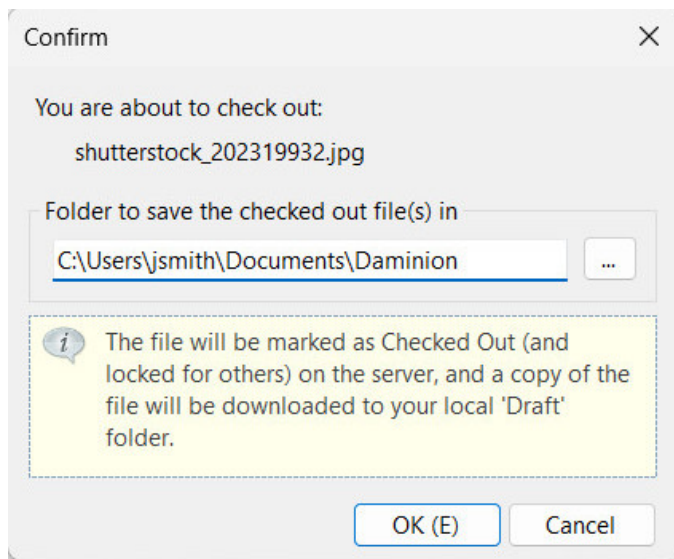 Confirm
You are about to check out:
shutterstock_202319932.jpg
Folder to save the checked out file(s) in
C:\Users\jsmith\Documents\Daminion
...
i
The file will be marked as Checked Out (and
locked for others) on the server, and a copy of the
file will be downloaded to your local 'Draft'
folder.
OK (E)
Cancel